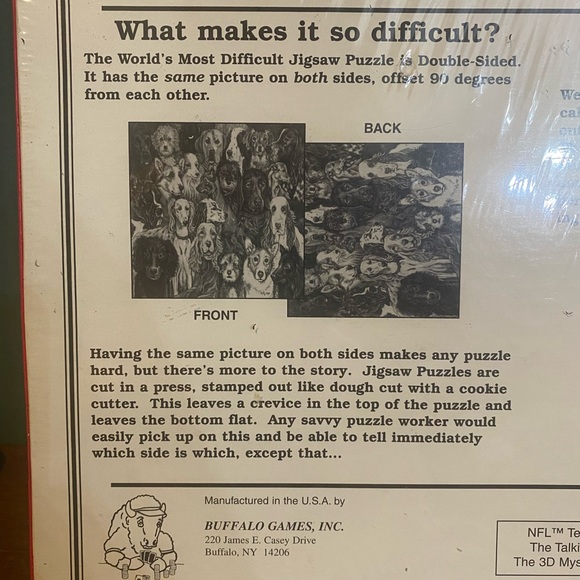 What makes it so difficult?
The World's Most Difficult Jigsaw Puzzle is Double-Sided.
It has the same picture on both sides, offset 90 degrees
from each other.
We
BACK
FRONT
Having the same picture on both sides makes any puzzle
hard, but there's more to the story. Jigsaw Puzzles are
cut in a press, stamped out like dough cut with a cookie
cutter. This leaves a crevice in the top of the puzzle and
leaves the bottom flat. Any savvy puzzle worker would
easily pick up on this and be able to tell immediately
which side is which, except that...
Manufactured in the U.S.A. by
BUFFALO GAMES, INC.
220 James E. Casey Drive
Buffalo, NY 14206
NFL™ Te
The Talki
The 3D Mys